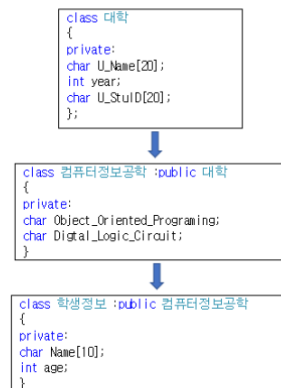 class 대학
{
private:
char U_Name[20];
int year;
char U_StuID[20];
};
class 컴퓨터정보공학 :public 대학
{
private:
char Object_Oriented_Programing;
char Digtal_Logic_Circuit;
}
class 학생정보 :public 컴퓨터정보공학
{
private:
char Name[10];
int age;
}